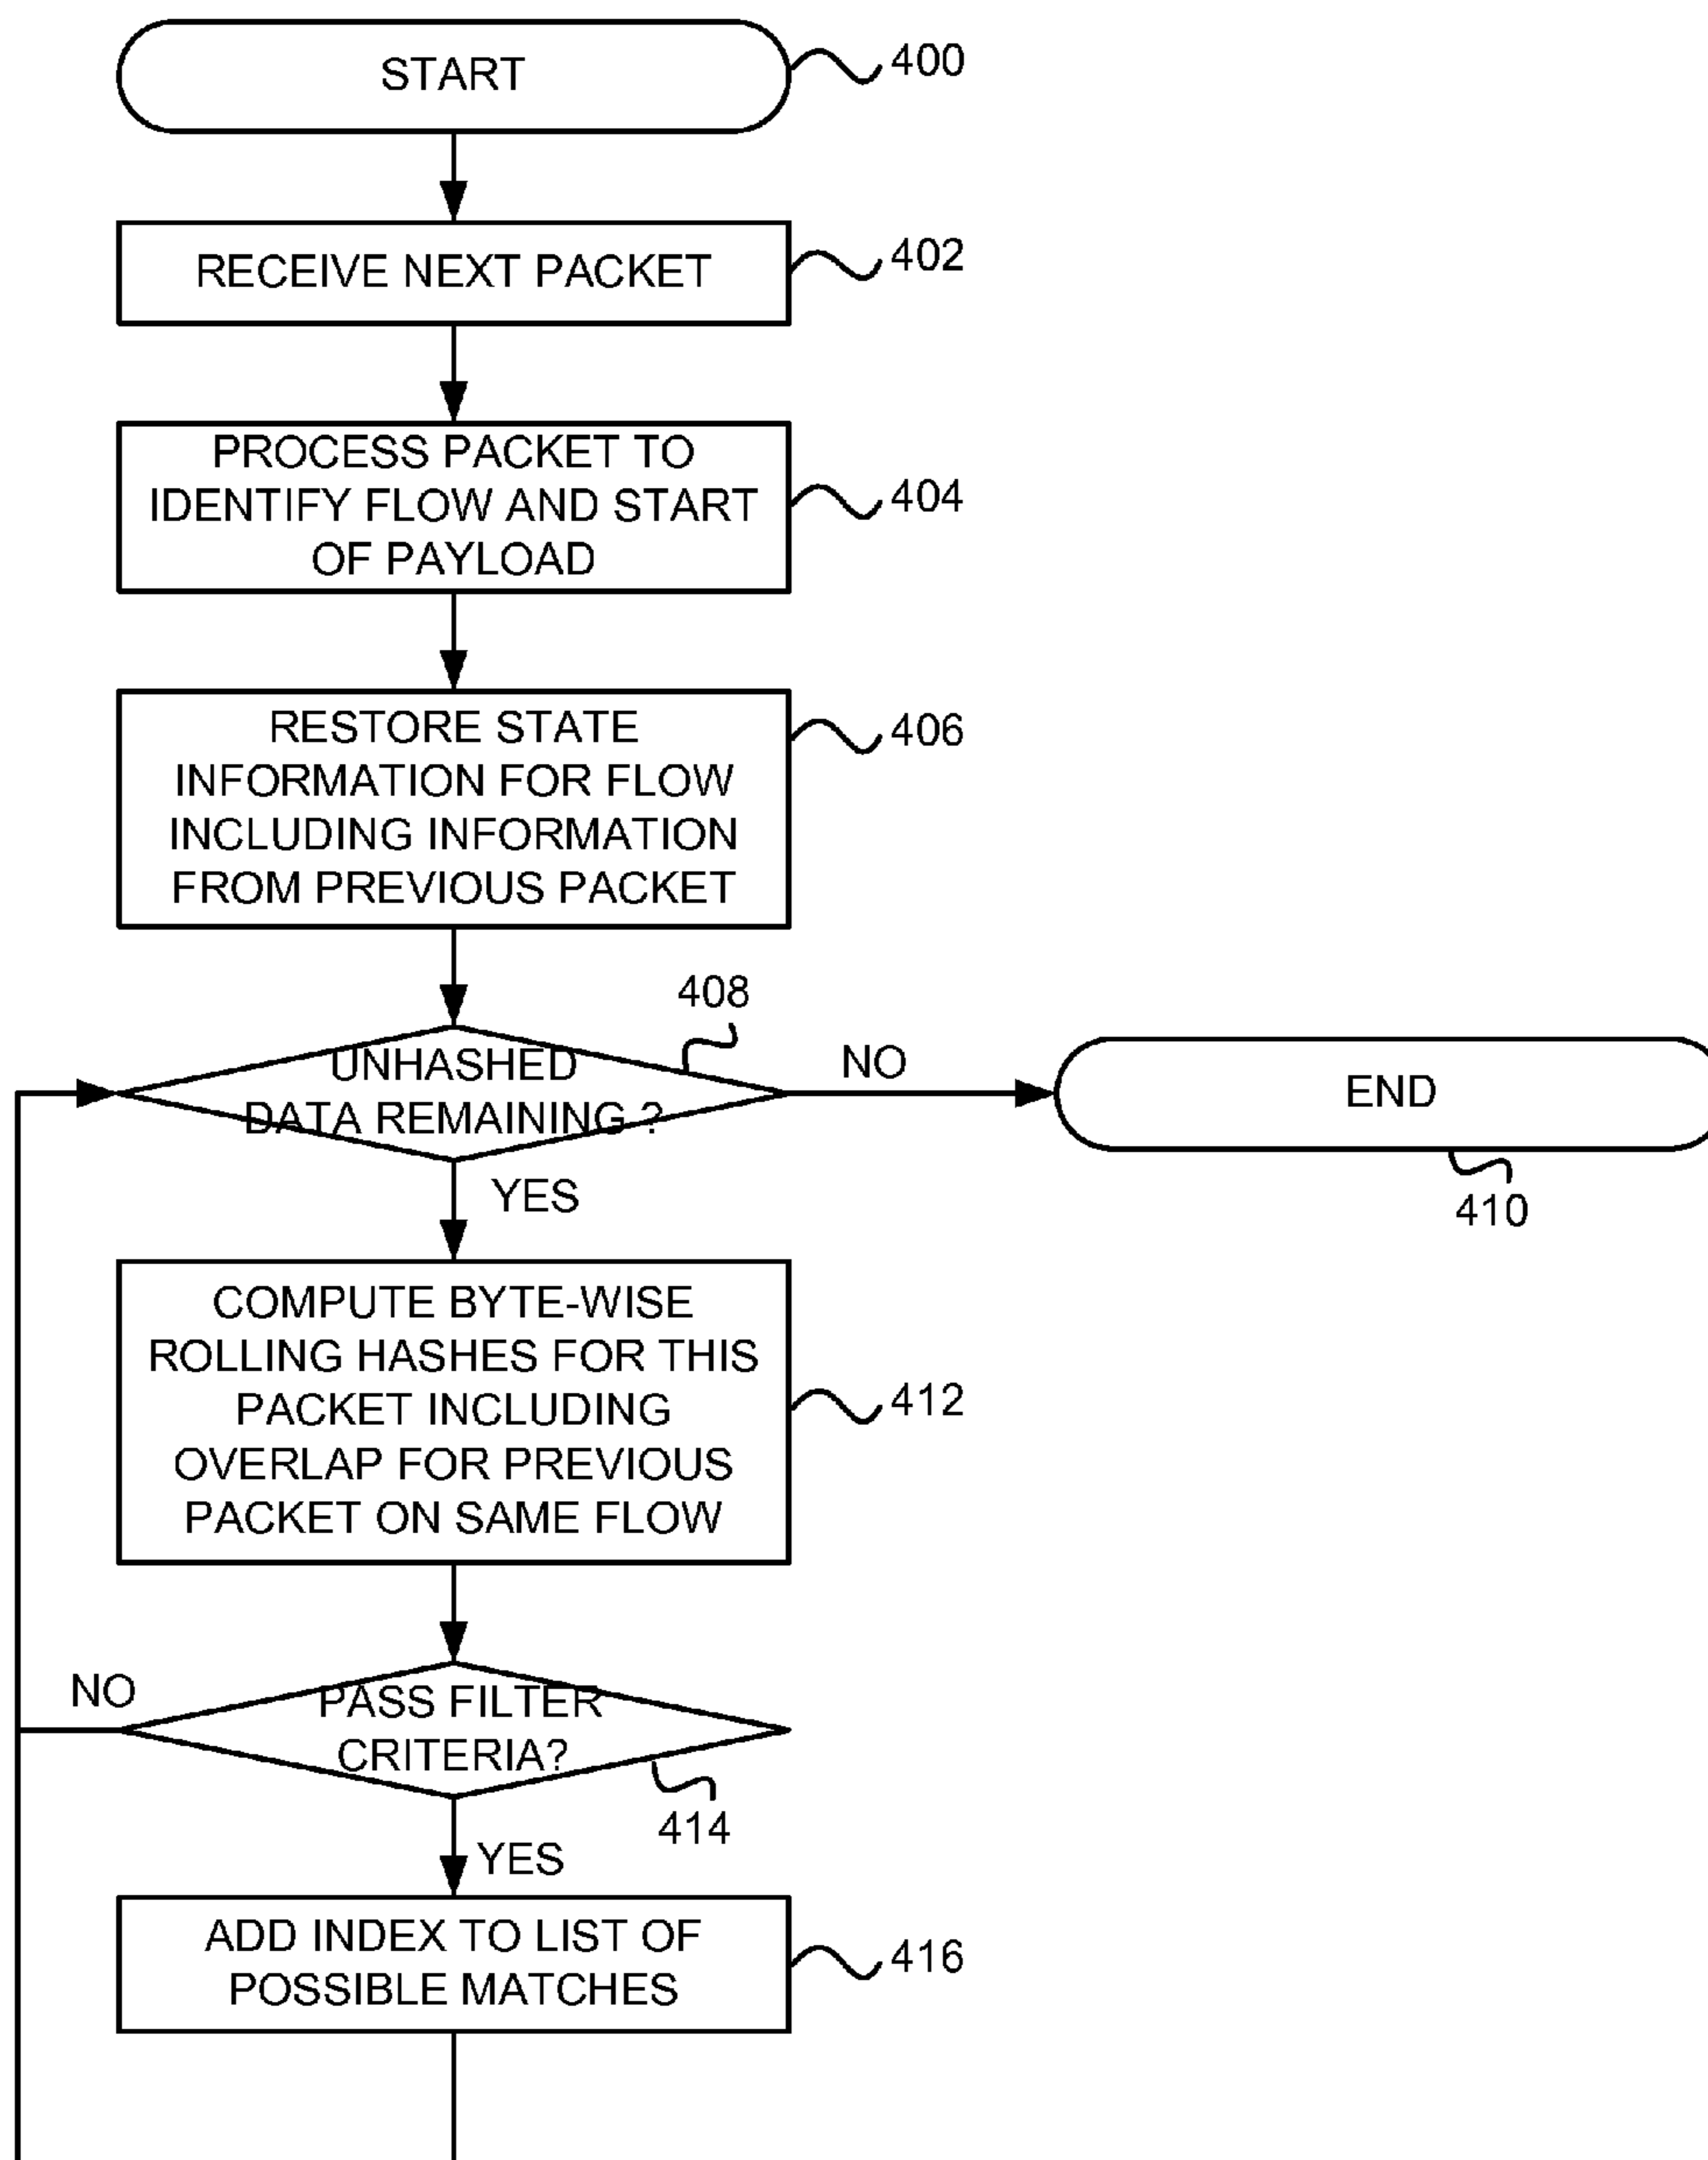 START
400
RECEIVE NEXT PACKET
402
PROCESS PACKET TO
IDENTIFY FLOW AND START
OF PAYLOAD
404
RESTORE STATE
INFORMATION FOR FLOW
INCLUDING INFORMATION
FROM PREVIOUS PACKET
406
408
UNHASHED
DATA REMAINING ?
NO
END
410
YES
COMPUTE BYTE-WISE
ROLLING HASHES FOR THIS
PACKET INCLUDING
OVERLAP FOR PREVIOUS
PACKET ON SAME FLOW
412
NO
PASS FILTER
CRITERIA?
414
YES
ADD INDEX TO LIST OF
POSSIBLE MATCHES
416